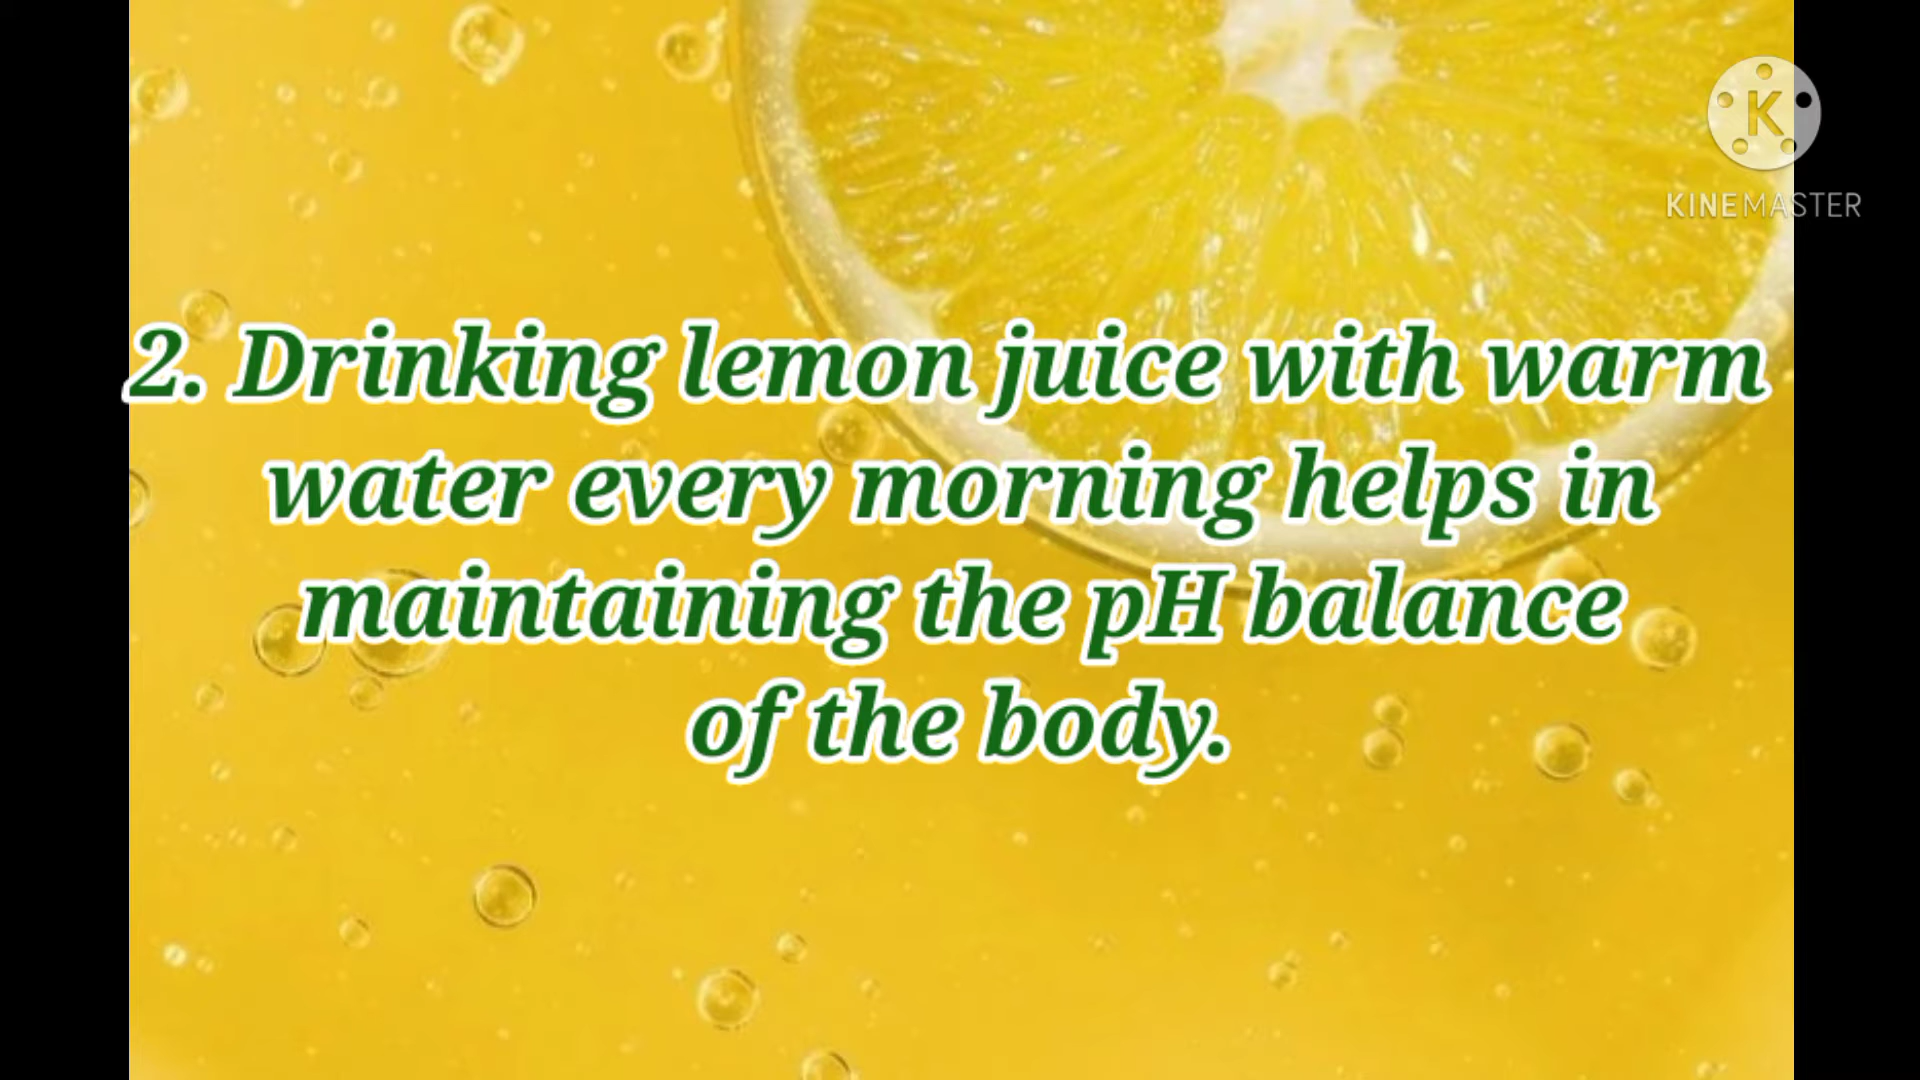 K
KINEMASTER
2. Drinking lemon juice with warm
water every morning helps in
maintaining the pH balance
of the body.